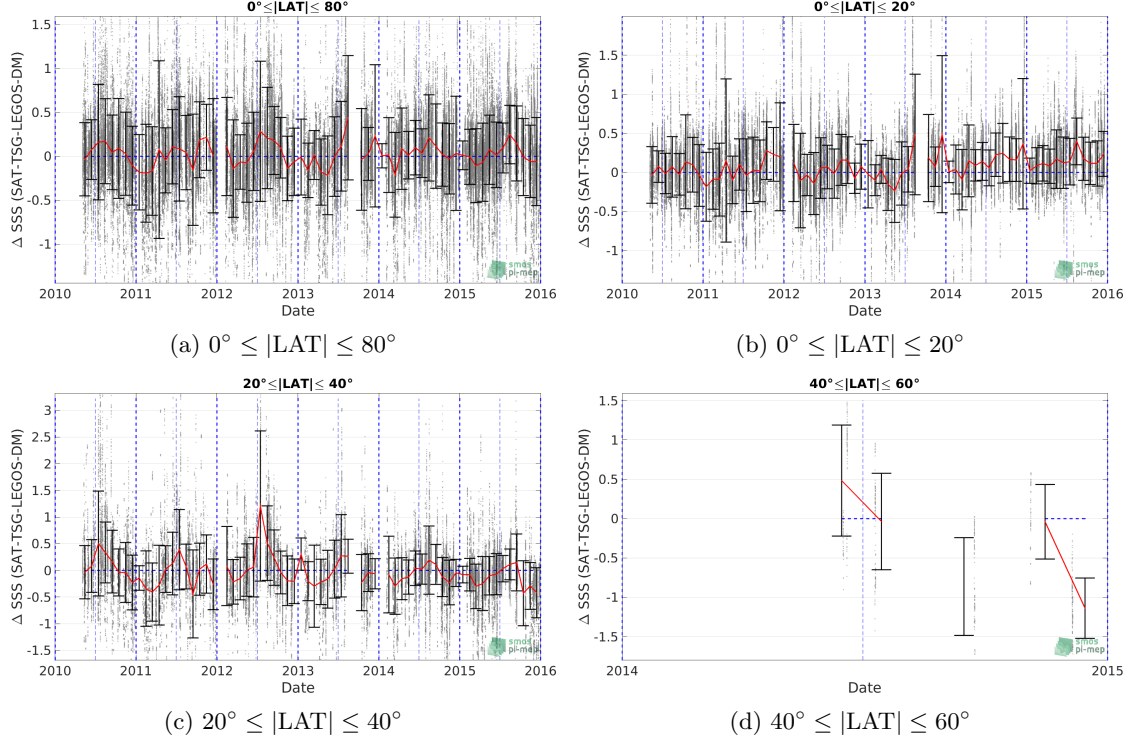 0°≤|LAT|≤ 80°
Δ SSS (SAT-TSG-LEGOS-DM)
1.5
1
0.5
0
-0.5
-1
smos
pi-mep
2010 2011 2012 2013 2014 2015 2016
Date
(a) 0° ≤ |LAT| ≤ 80°
0°≤|LAT|≤ 20°
Δ SSS (SAT-TSG-LEGOS-DM)
1.5
1
0.5
0
-0.5
-1
smos
pi-mep
2010 2011 2012 2013 2014 2015 2016
Date
(b) 0° ≤ |LAT| ≤ 20°
20°≤|LAT|≤ 40°
Δ SSS (SAT-TSG-LEGOS-DM)
3
2.5
2
1.5
1
0.5
0
-0.5
-1
-1.5
smos
pi-mep
2010 2011 2012 2013 2014 2015 2016
Date
(c) 20° ≤ |LAT| ≤ 40°
40°≤|LAT|≤ 60°
Δ SSS (SAT-TSG-LEGOS-DM)
1.5
1
0.5
0
-0.5
-1
-1.5
smos
pi-mep
2014 2015
Date
(d) 40° ≤ |LAT| ≤ 60°